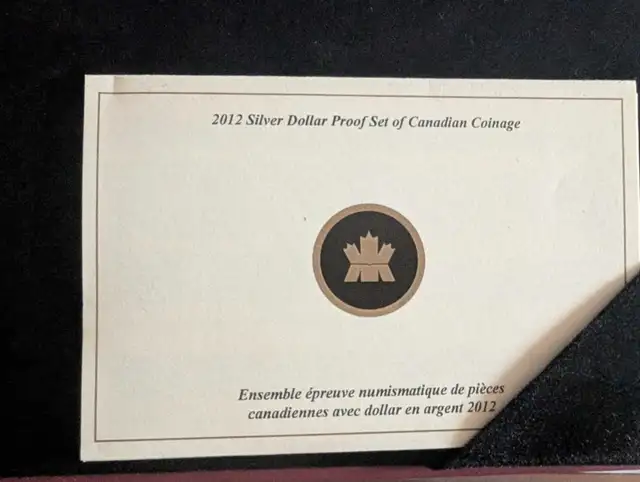 2012 Silver Dollar Proof Set of Canadian Coinage
Ensemble épreuve numismatique de pièces
canadiennes avec dollar en argent 2012